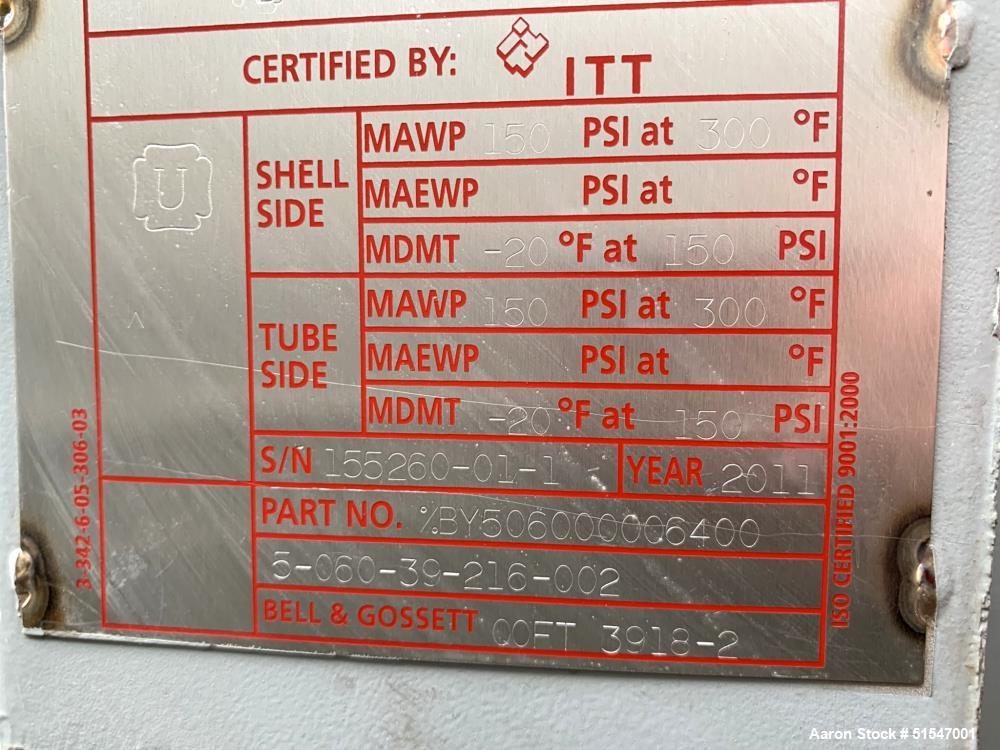 CERTIFIED BY: ITT
U
SHELL SIDE
MAWP 150 PSI at 300 °F
MAEWP PSI at °F
MDMT -20 °F at 150 PSI
TUBE SIDE
MAWP 150 PSI at 300 °F
MAEWP PSI at °F
MDMT -20 °F at 150 PSI
S/N 155260-01-1 YEAR 2011
PART NO. %BY506000006400
5-060-39-216-002
BELL & GOSSETT QOFT 3918-2
3-342-6-05-306-03
ISO CERTIFIED 9001:2000
Aaron Stock # 51547001